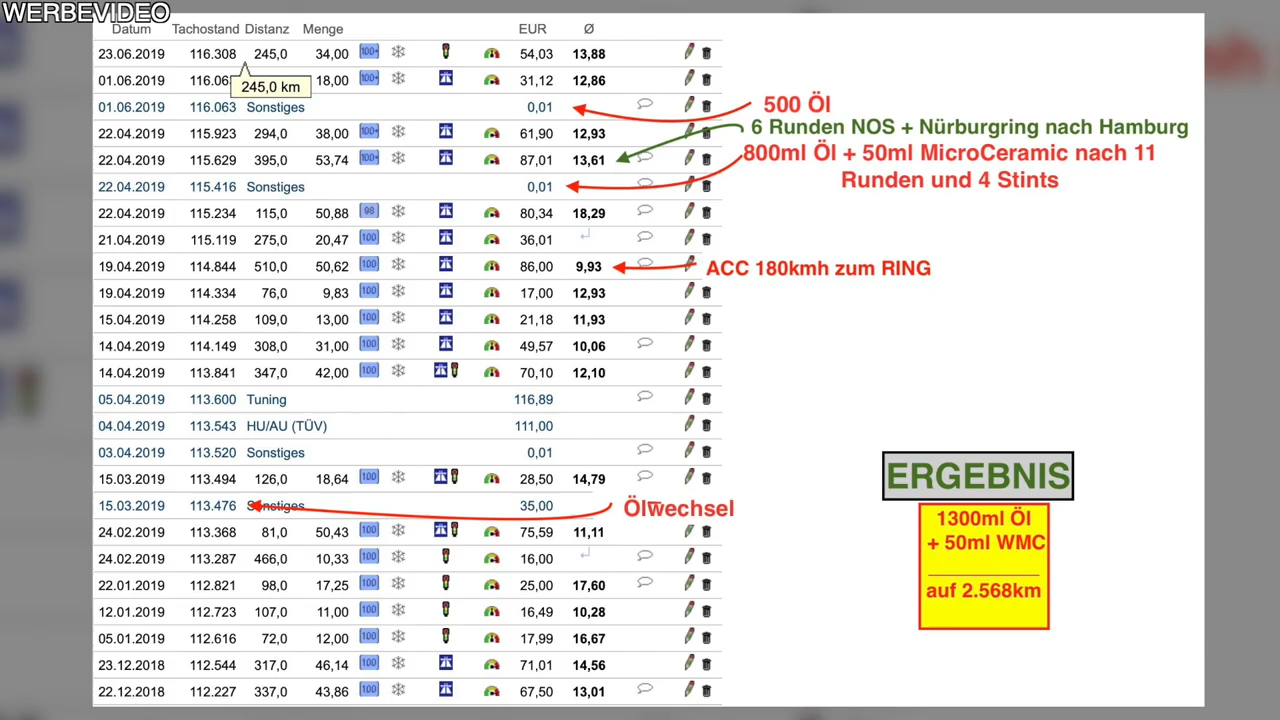 WERBEVIDEO
Datum Tachostand Distanz Menge EUR Ø
23.06.2019 116.308 245,0 34,00 100+ 54,03 13,88
01.06.2019 116.06 18,00 100+ 31,12 12,86
245,0 km
01.06.2019 116.063 Sonstiges 0,01
500 Öl
22.04.2019 115.923 294,0 38,00 100+ 61,90 12,93
6 Runden NOS + Nürburgring nach Hamburg
22.04.2019 115.629 395,0 53,74 100+ 87,01 13,61
800ml Öl + 50ml MicroCeramic nach 11
Runden und 4 Stints
22.04.2019 115.416 Sonstiges 0,01
22.04.2019 115.234 115,0 50,88 98 80,34 18,29
21.04.2019 115.119 275,0 20,47 100 36,01
19.04.2019 114.844 510,0 50,62 100 86,00 9,93
ACC 180kmh zum RING
19.04.2019 114.334 76,0 9,83 100 17,00 12,93
15.04.2019 114.258 109,0 13,00 100 21,18 11,93
14.04.2019 114.149 308,0 31,00 100 49,57 10,06
14.04.2019 113.841 347,0 42,00 100 70,10 12,10
05.04.2019 113.600 Tuning 116,89
04.04.2019 113.543 HU/AU (TÜV) 111,00
03.04.2019 113.520 Sonstiges 0,01
15.03.2019 113.494 126,0 18,64 100 28,50 14,79
15.03.2019 113.476 Sonstiges 35,00
Ölwechsel
24.02.2019 113.368 81,0 50,43 100 75,59 11,11
24.02.2019 113.287 466,0 10,33 100 16,00
22.01.2019 112.821 98,0 17,25 100 25,00 17,60
12.01.2019 112.723 107,0 11,00 100 16,49 10,28
05.01.2019 112.616 72,0 12,00 100 17,99 16,67
23.12.2018 112.544 317,0 46,14 100 71,01 14,56
22.12.2018 112.227 337,0 43,86 100 67,50 13,01
ERGEBNIS
1300ml Öl
+ 50ml WMC
auf 2.568km